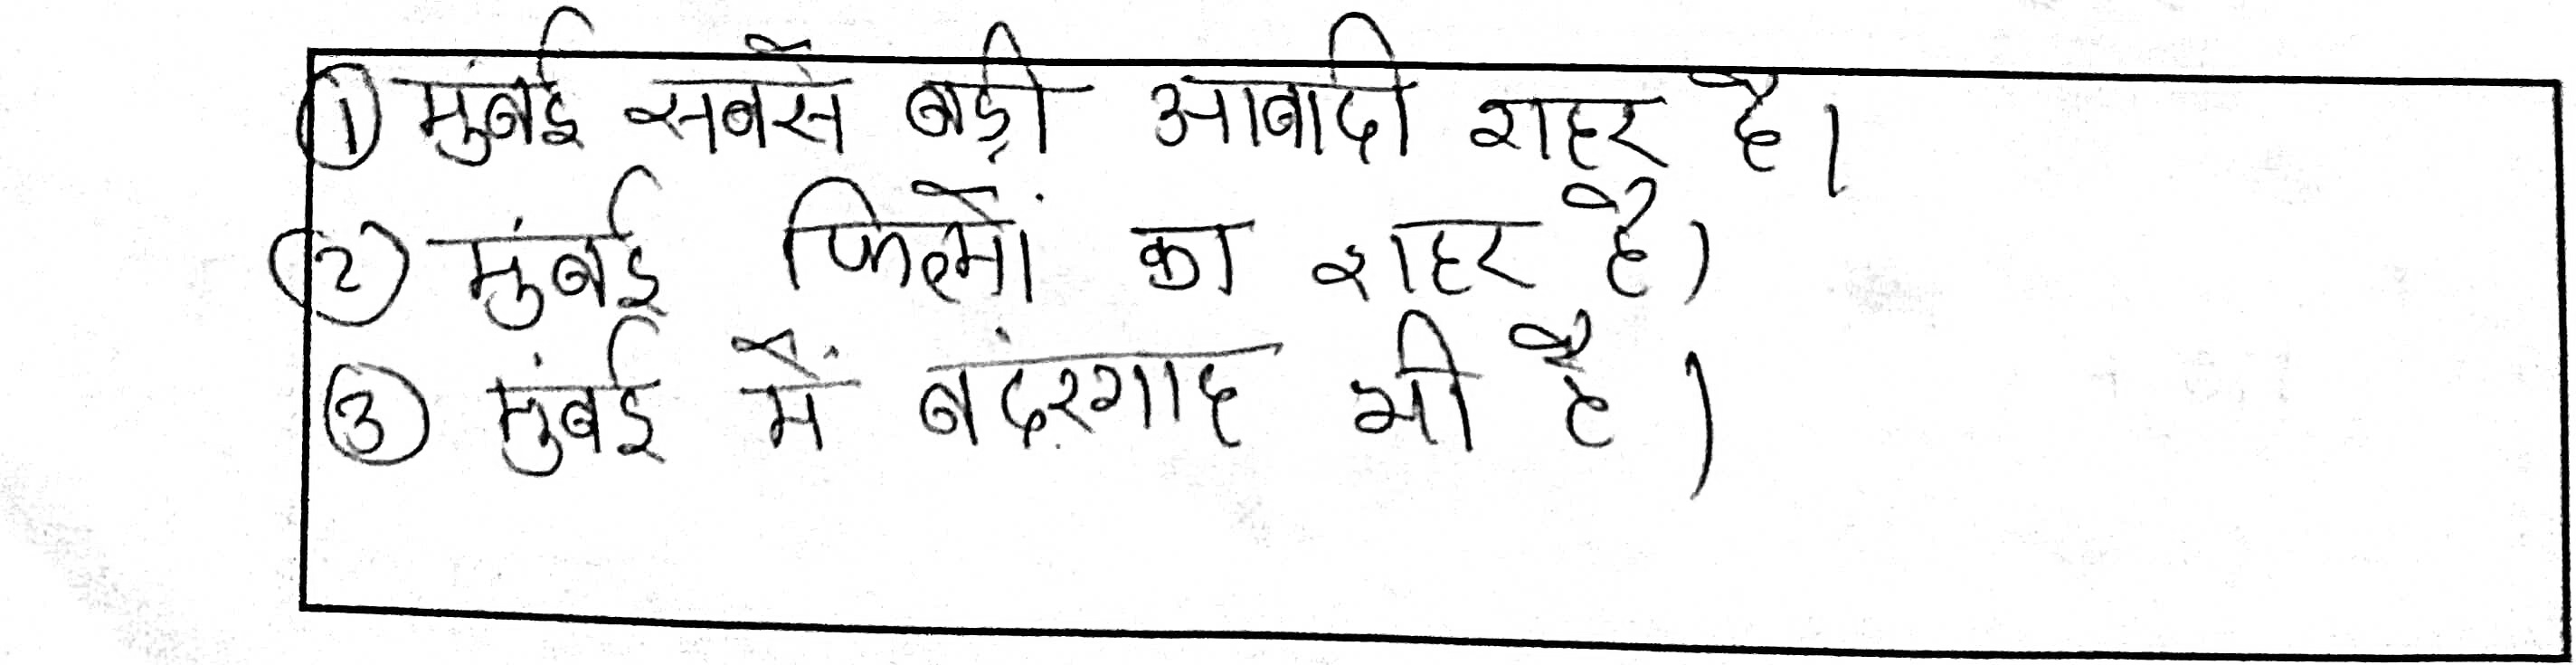 ① मुंबई सबसे बड़ी आबादी शहर है।
② मुंबई फिल्मों का शहर है।
③ मुंबई में बंदरगाह भी है।